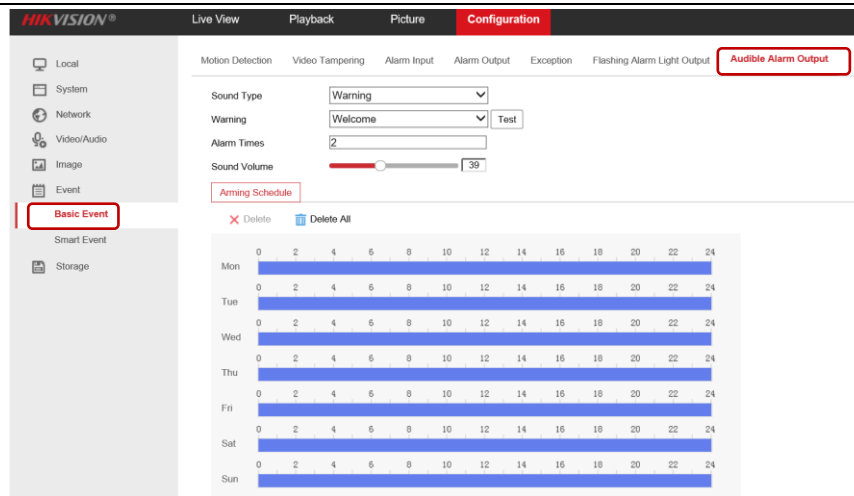 HIKVISION® Live View Playback Picture Configuration
Local
System
Network
Video/Audio
Image
Event
Basic Event
Smart Event
Storage
Motion Detection Video Tampering Alarm Input Alarm Output Exception Flashing Alarm Light Output Audible Alarm Output
Sound Type Warning
Warning Welcome Test
Alarm Times 2
Sound Volume 39
Arming Schedule
Delete Delete All
0 2 4 6 8 10 12 14 16 18 20 22 24
Mon
0 2 4 6 8 10 12 14 16 18 20 22 24
Tue
0 2 4 6 8 10 12 14 16 18 20 22 24
Wed
0 2 4 6 8 10 12 14 16 18 20 22 24
Thu
0 2 4 6 8 10 12 14 16 18 20 22 24
Fri
0 2 4 6 8 10 12 14 16 18 20 22 24
Sat
0 2 4 6 8 10 12 14 16 18 20 22 24
Sun